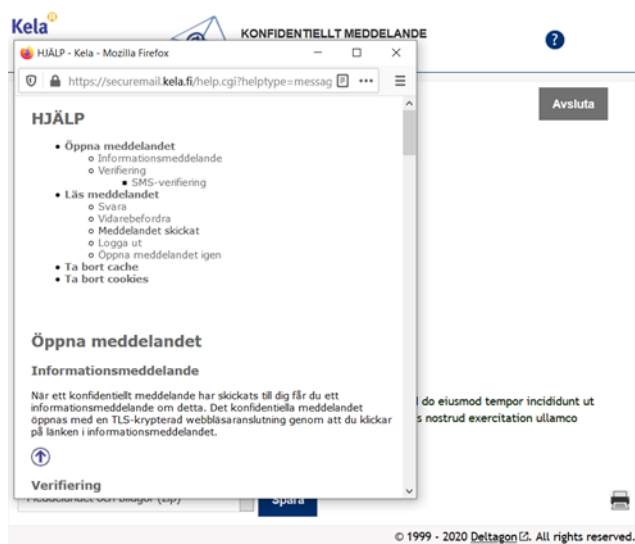 Kela
KONFIDENTIELLT MEDDELANDE
?
HJÄLP - Kela - Mozilla Firefox
https://securemail.kela.fi/help.cgi?helptype=messag
Avsluta
HJÄLP
Öppna meddelandet
Informationsmeddelande
Verifiering
SMS-verifiering
Läs meddelandet
Svara
Vidarebefordra
Meddelandet skickat
Logga ut
Öppna meddelandet igen
Ta bort cache
Ta bort cookies
Öppna meddelandet
Informationsmeddelande
När ett konfidentiellt meddelande har skickats till dig får du ett
informationsmeddelande om detta. Det konfidentiella meddelandet
öppnas med en TLS-krypterad webbläsaranslutning genom att du klickar
på länken i informationsmeddelandet.
d do eiusmod tempor incididunt ut
s nostrud exercitation ullamco
Verifiering
Meddelandet och bilagor (zip)
Spara
© 1999 - 2020 Deltagon. All rights reserved.